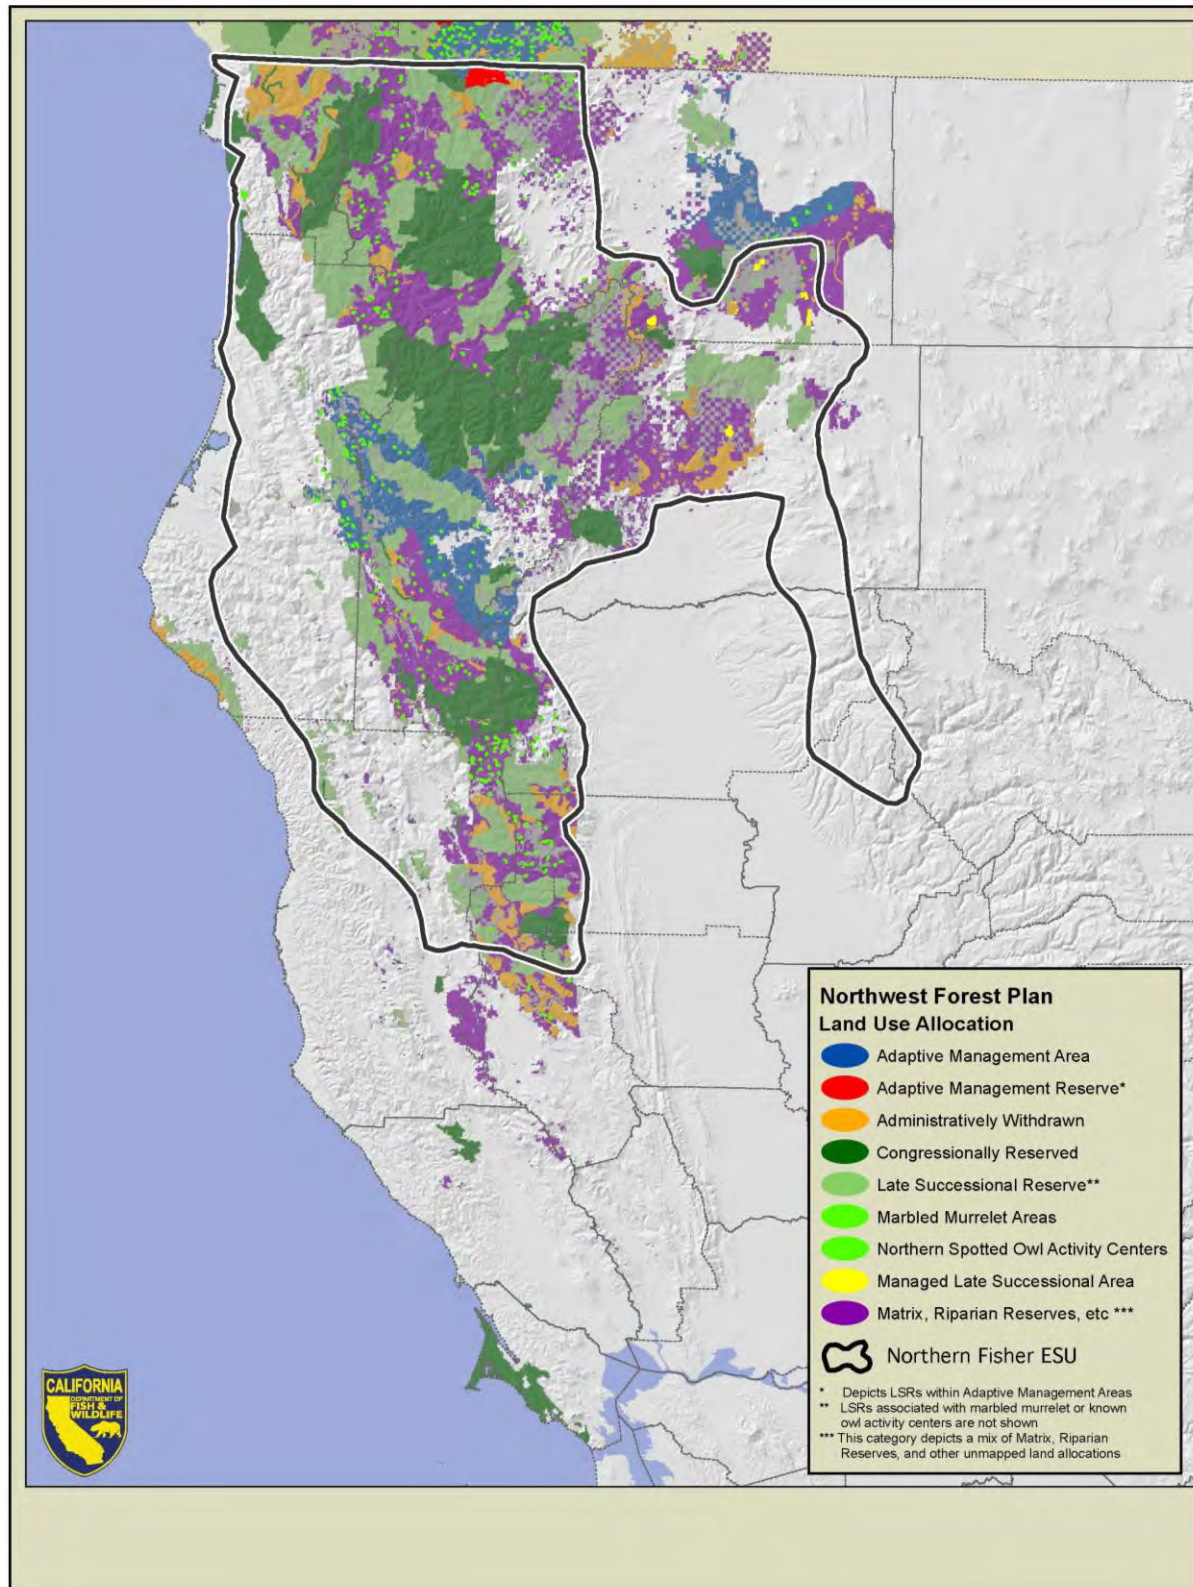 Northwest Forest Plan
Land Use Allocation
Adaptive Management Area
Adaptive Management Reserve*
Administratively Withdrawn
Congressionally Reserved
Late Successional Reserve**
Marbled Murrelet Areas
Northern Spotted Owl Activity Centers
Managed Late Successional Area
Matrix, Riparian Reserves, etc ***
Northern Fisher ESU
* Depicts LSRs within Adaptive Management Areas
** LSRs associated with marbled murrelet or known
owl activity centers are not shown
*** This category depicts a mix of Matrix, Riparian
Reserves, and other unmapped land allocations
CALIFORNIA
DEPARTMENT OF
FISH &
WILDLIFE